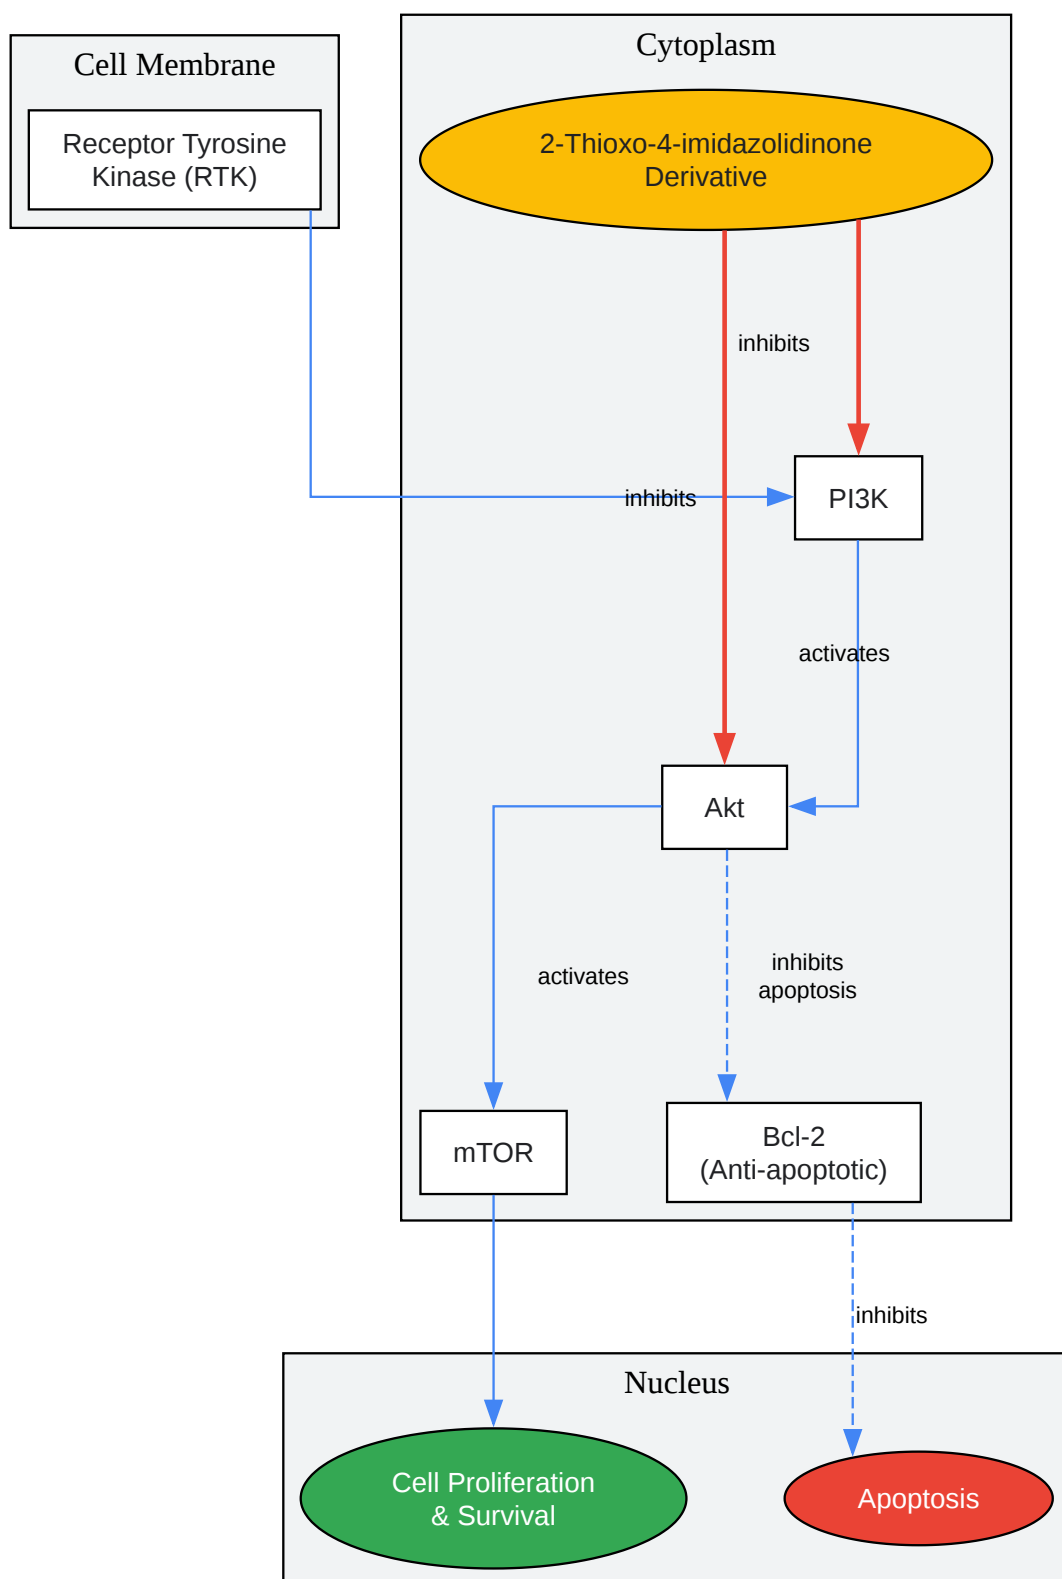 Cell Membrane
Receptor Tyrosine
Kinase (RTK)
Cytoplasm
2-Thioxo-4-imidazolidinone
Derivative
inhibits
inhibits
PI3K
activates
Akt
activates
inhibits
apoptosis
mTOR
Bcl-2
(Anti-apoptotic)
inhibits
Nucleus
Cell Proliferation
& Survival
Apoptosis